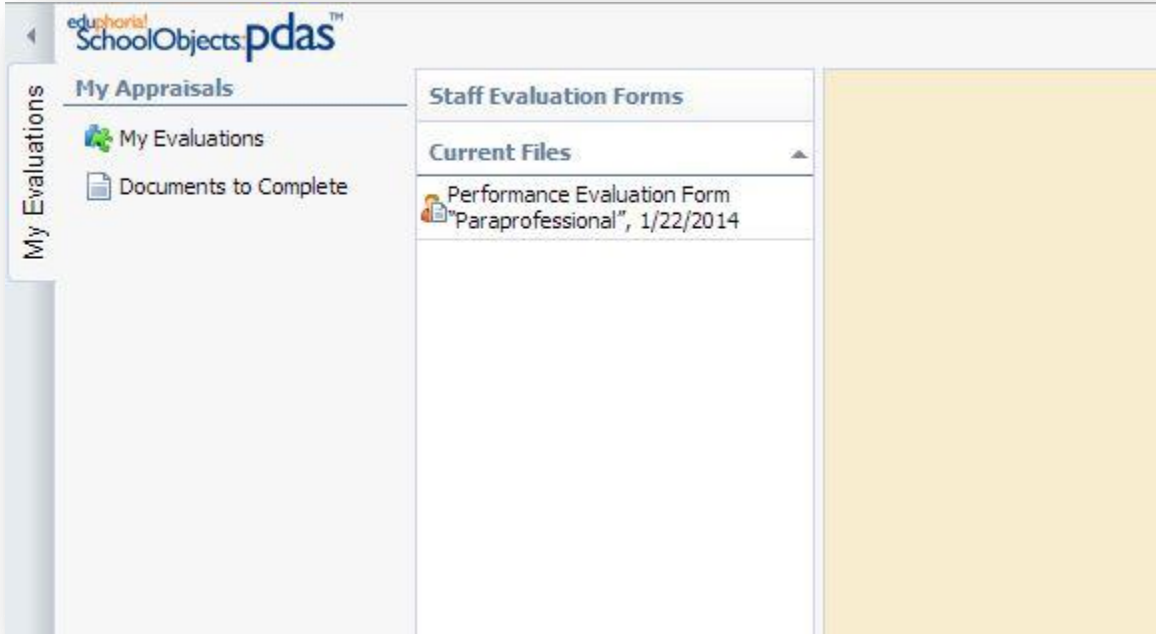 eduphoria!
SchoolObjects:pdas™
My Evaluations
My Appraisals
My Evaluations
Documents to Complete
Staff Evaluation Forms
Current Files
Performance Evaluation Form
"Paraprofessional", 1/22/2014